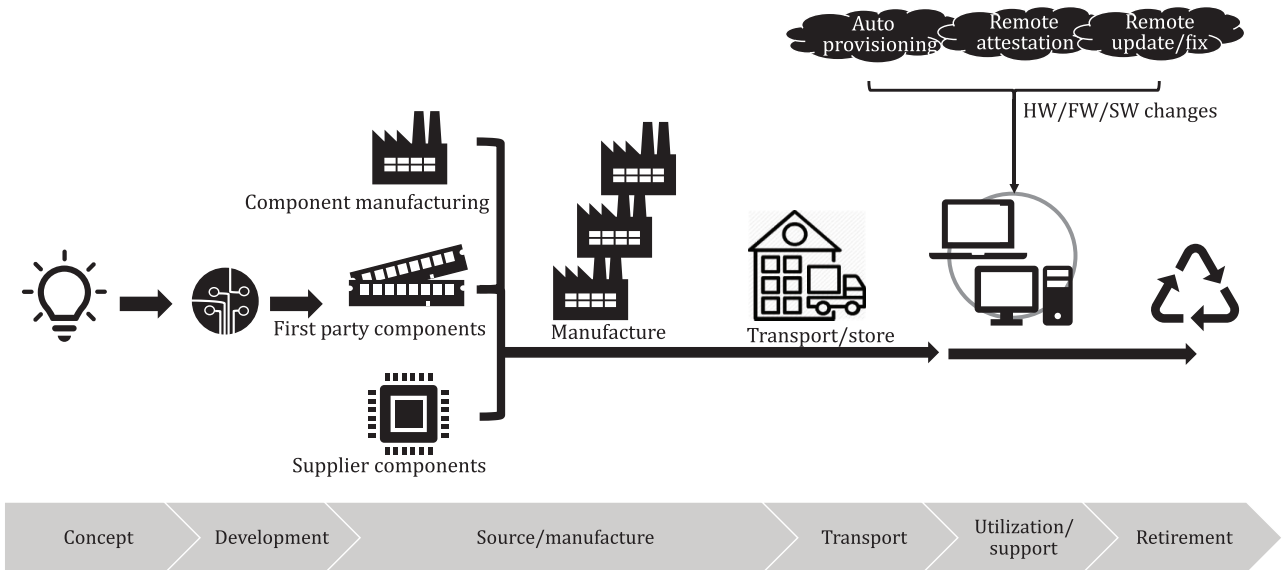 Auto
provisioning
Remote
attestation
Remote
update/fix
HW/FW/SW changes
Component manufacturing
First party components
Manufacture
Transport/store
Supplier components
Concept
Development
Source/manufacture
Transport
Utilization/
support
Retirement